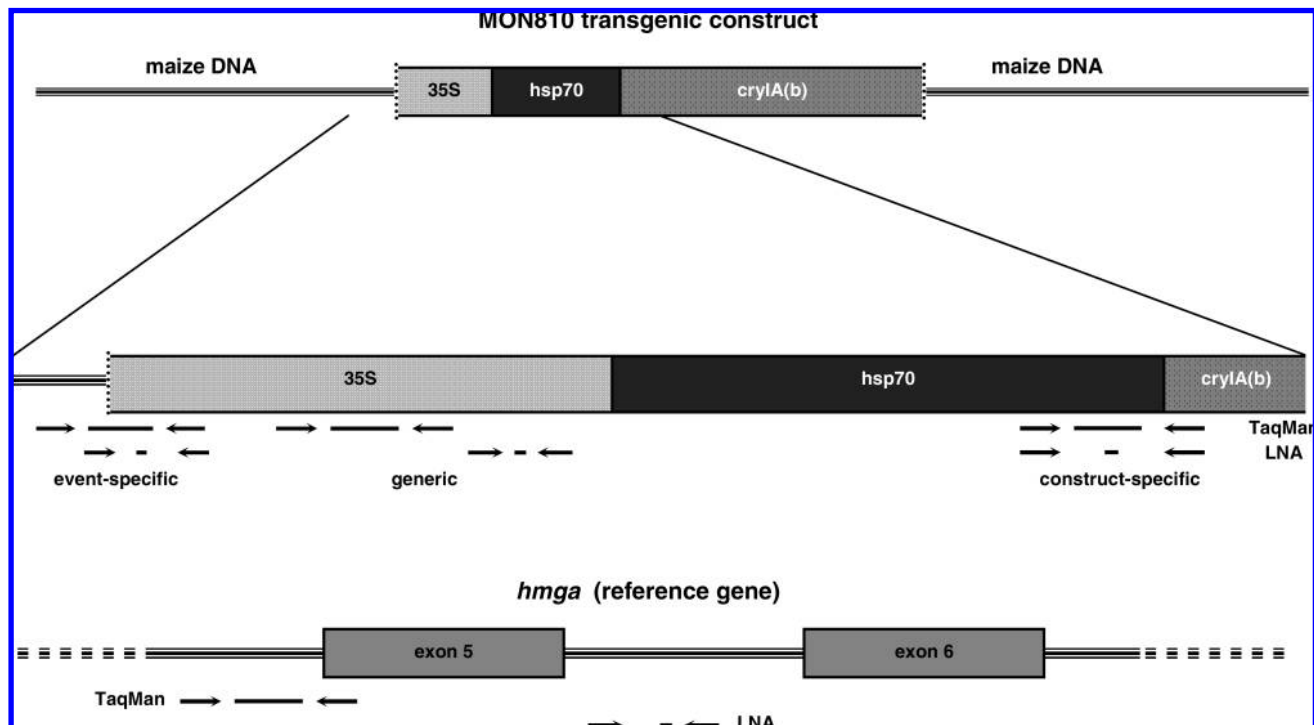 MON810 transgenic construct
maize DNA maize DNA
35S hsp70 cryIA(b)
35S hsp70 cryIA(b)
TaqMan
LNA
event-specific generic construct-specific
hmga (reference gene)
exon 5 exon 6
TaqMan
LNA